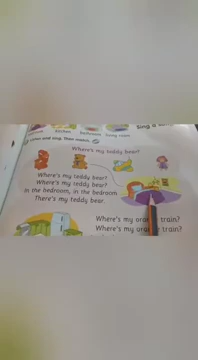 kitchen bedroom living room
Sing a
Listen and sing. Then match.
Where's my teddy bear?
Where's my teddy bear?
Where's my teddy bear?
In the bedroom, in the bedroom
There's my teddy bear.
Where's my train?
Where's my train?